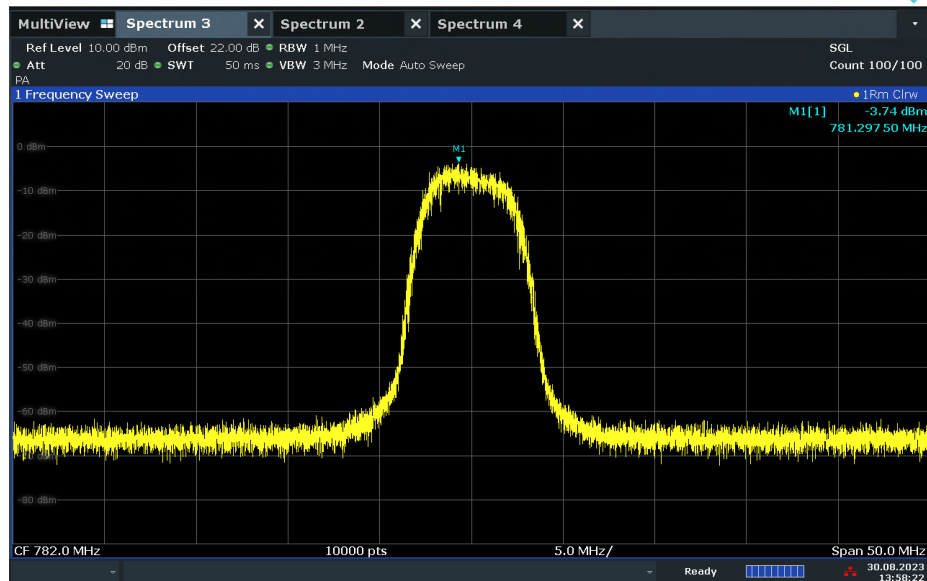 MultiView Spectrum 3 X Spectrum 2 X Spectrum 4 X
Ref Level 10.00 dBm Offset 22.00 dB RBW 1 MHz SGL
Att 20 dB SWT 50 ms VBW 3 MHz Mode Auto Sweep Count 100/100
PA
1 Frequency Sweep 1Rm Clrw
M1[1] -3.74 dBm
781.297 50 MHz
0 dBm
M1
-10 dBm
-20 dBm
-30 dBm
-40 dBm
-50 dBm
-60 dBm
-80 dBm
CF 782.0 MHz 10000 pts 5.0 MHz/ Span 50.0 MHz
Ready 30.08.2023
13:58:22